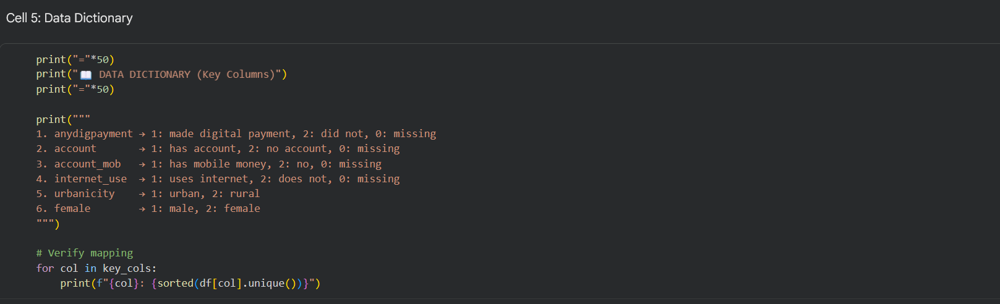 Cell 5: Data Dictionary
print("="*50)
print("📖 DATA DICTIONARY (Key Columns)")
print("="*50)
print("""
1. anydigpayment → 1: made digital payment, 2: did not, 0: missing
2. account       → 1: has account, 2: no account, 0: missing
3. account_mob   → 1: has mobile money, 2: no, 0: missing
4. internet_use  → 1: uses internet, 2: does not, 0: missing
5. urbanicity    → 1: urban, 2: rural
6. female        → 1: male, 2: female
""")
# Verify mapping
for col in key_cols:
    print(f"{col}: {sorted(df[col].unique())}")